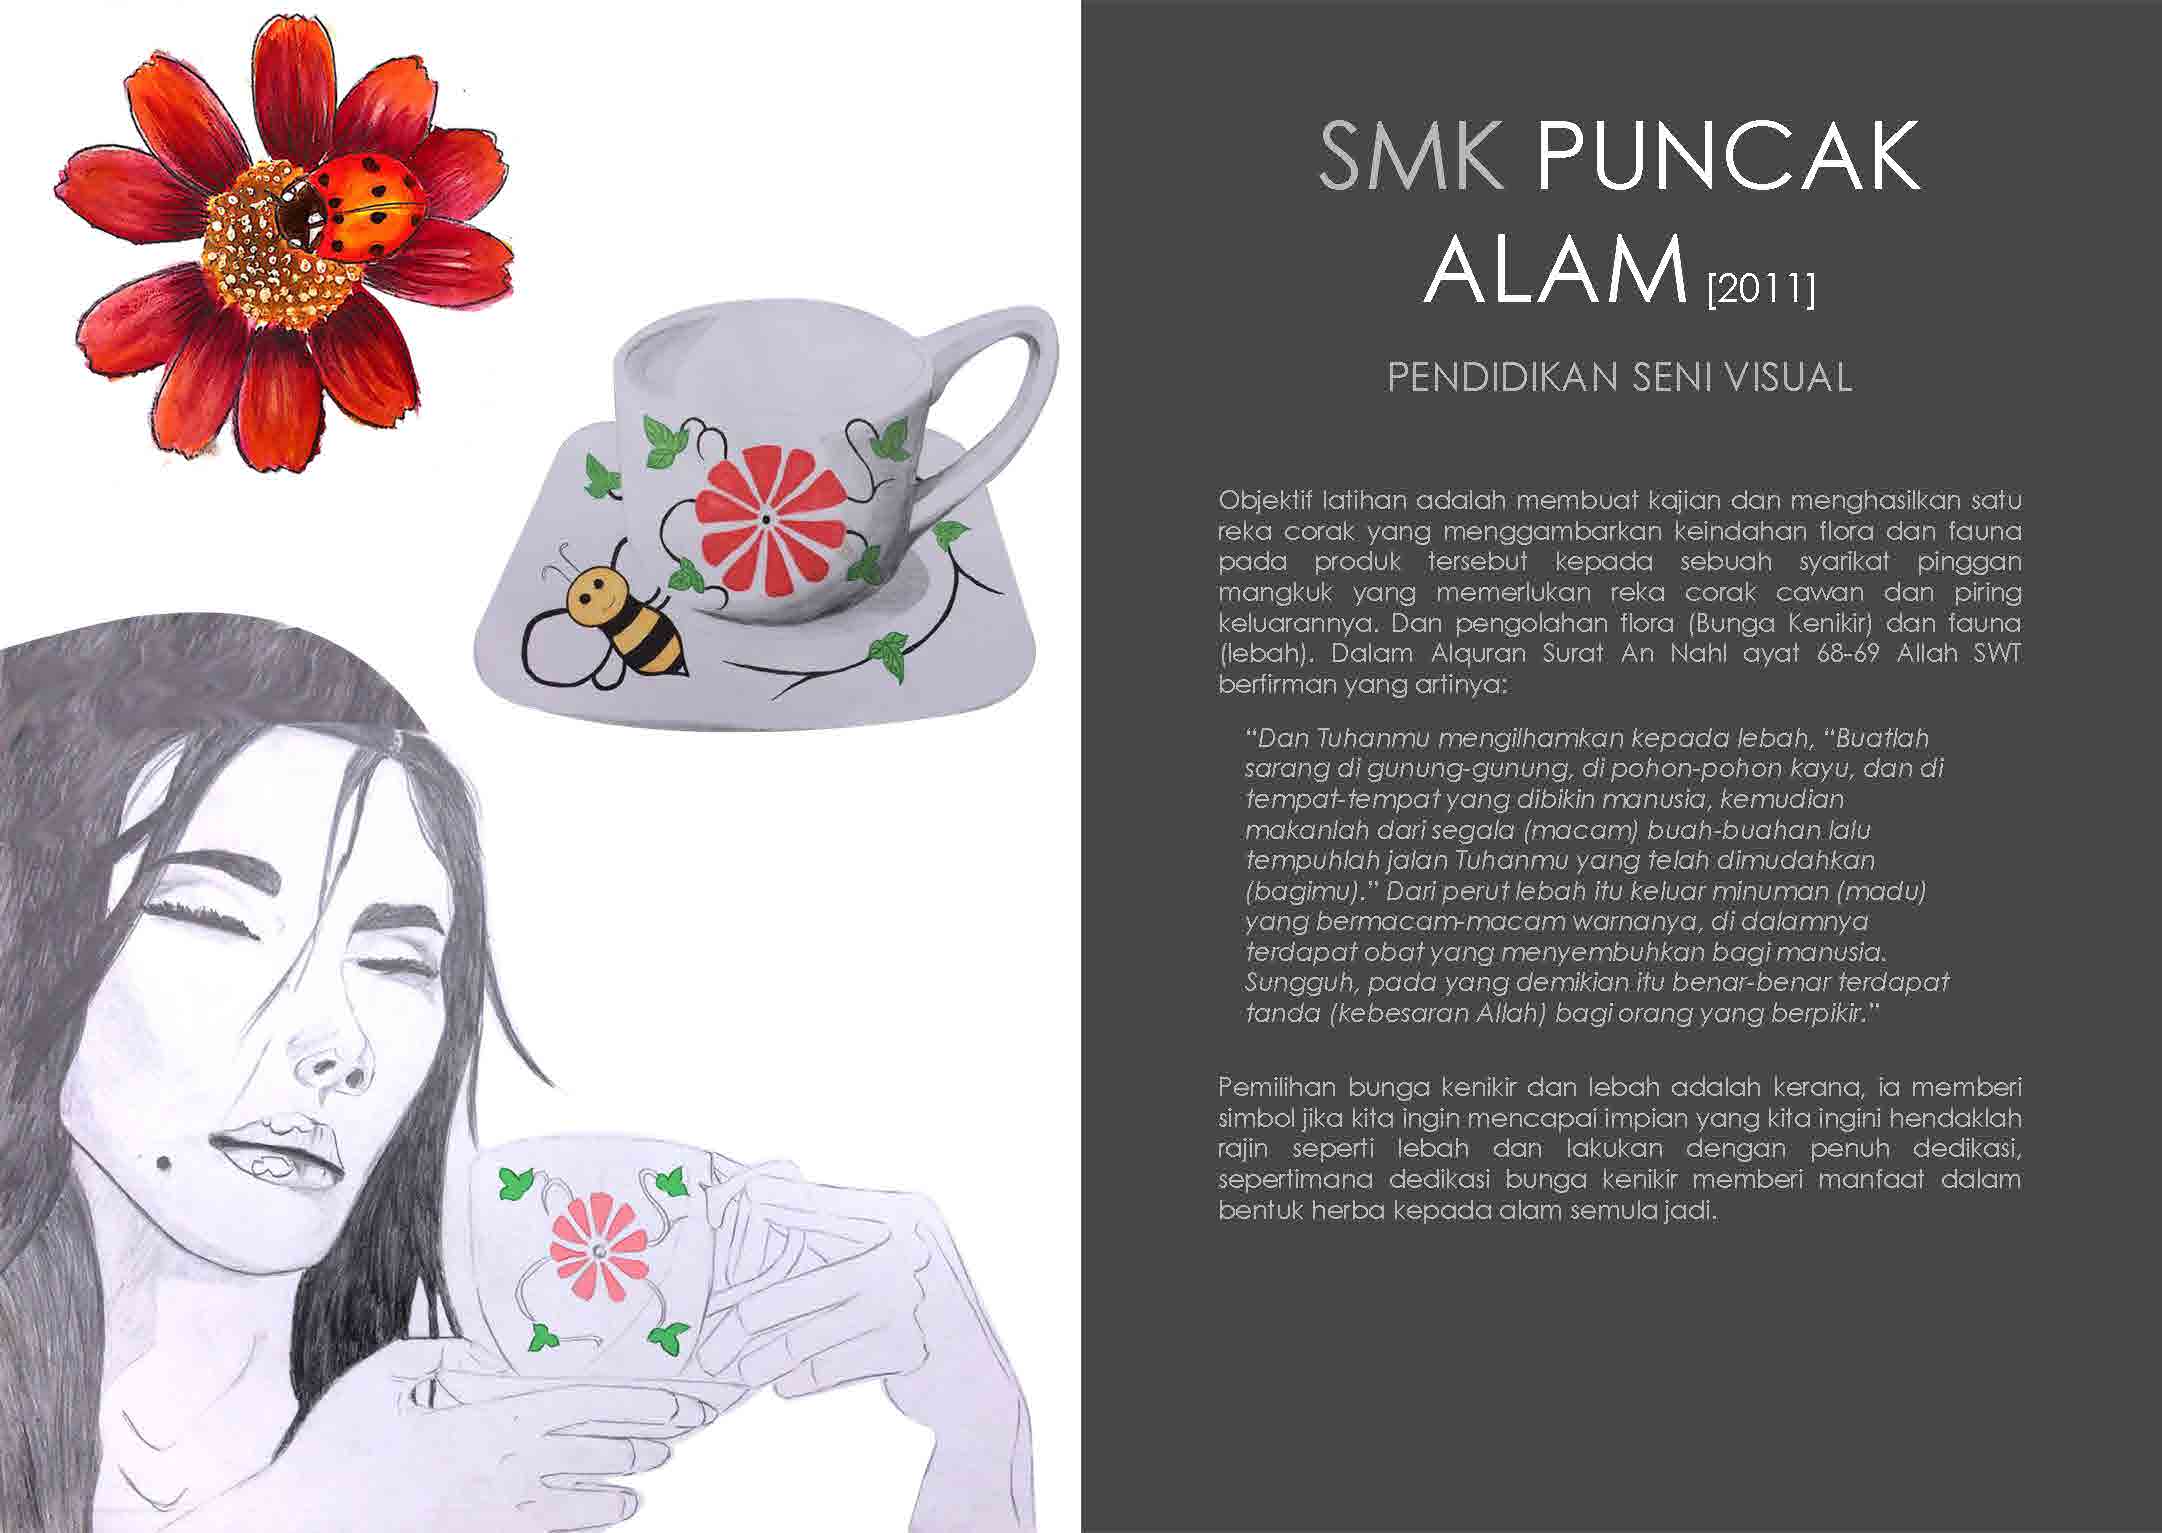 SMK PUNCAK
ALAM [2011]
PENDIDIKAN SENI VISUAL
Objektif latihan adalah membuat kajian dan menghasilkan satu
reka corak yang menggambarkan keindahan flora dan fauna
pada produk tersebut kepada sebuah syarikat pinggan
mangkuk yang memerlukan reka corak cawan dan piring
keluarannya. Dan pengolahan flora (Bunga Kenikir) dan fauna
(lebah). Dalam Alquran Surat An Nahl ayat 68-69 Allah SWT
berfirman yang artinya:
“Dan Tuhanmu mengilhamkan kepada lebah, “Buatlah
sarang di gunung-gunung, di pohon-pohon kayu, dan di
tempat-tempat yang dibikin manusia, kemudian
makanlah dari segala (macam) buah-buahan lalu
tempuhlah jalan Tuhanmu yang telah dimudahkan
(bagimu).” Dari perut lebah itu keluar minuman (madu)
yang bermacam-macam warnanya, di dalamnya
terdapat obat yang menyembuhkan bagi manusia.
Sungguh, pada yang demikian itu benar-benar terdapat
tanda (kebesaran Allah) bagi orang yang berpikir.”
Pemilihan bunga kenikir dan lebah adalah kerana, ia memberi
simbol jika kita ingin mencapai impian yang kita ingini hendaklah
rajin seperti lebah dan lakukan dengan penuh dedikasi,
sepertimana dedikasi bunga kenikir memberi manfaat dalam
bentuk herba kepada alam semula jadi.